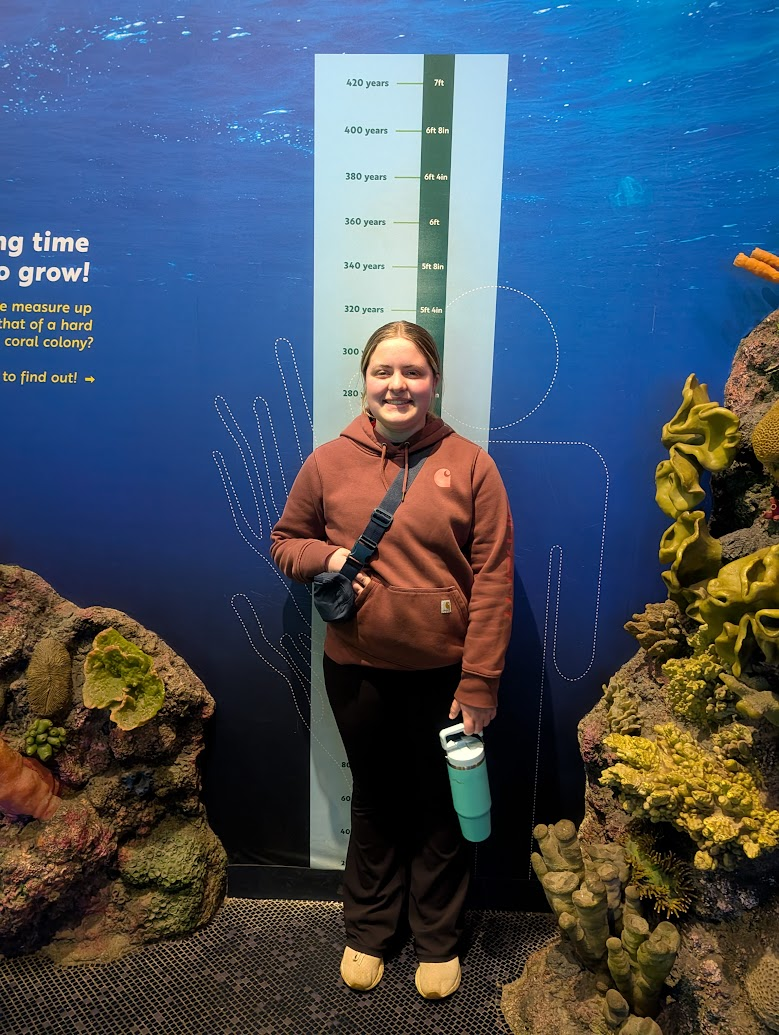 ng time
o grow!
e measure up
that of a hard
coral colony?
to find out! →
420 years 7ft
400 years 6ft 8in
380 years 6ft 4in
360 years 6ft
340 years 5ft 8in
320 years 5ft 4in
300
280
80
60
40